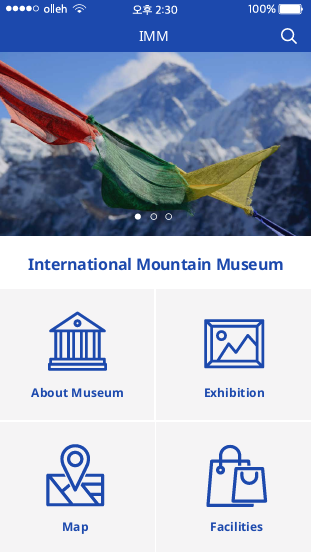 olleh 오후 2:30 100%
IMM
International Mountain Museum
About Museum Exhibition
Map Facilities